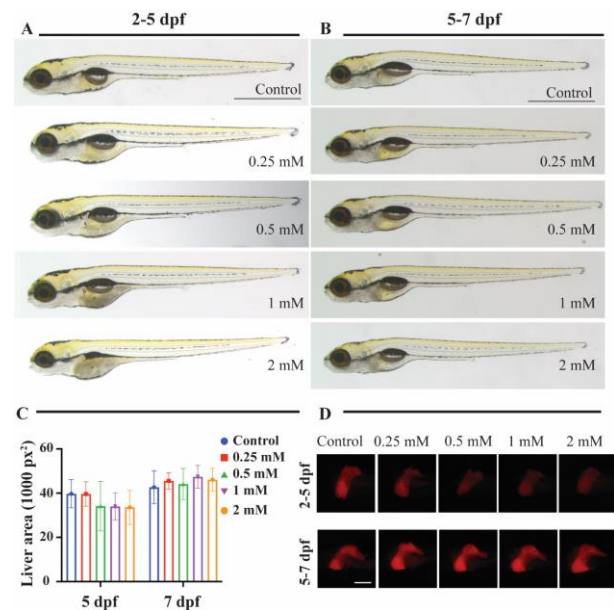 A 2-5 dpf
B 5-7 dpf
Control
Control
0.25 mM
0.25 mM
0.5 mM
0.5 mM
1 mM
1 mM
2 mM
2 mM
C
Liver area (1000 px²)
60
40
20
0
5 dpf
7 dpf
Control
0.25 mM
0.5 mM
1 mM
2 mM
D
Control 0.25 mM 0.5 mM 1 mM 2 mM
2-5 dpf
5-7 dpf